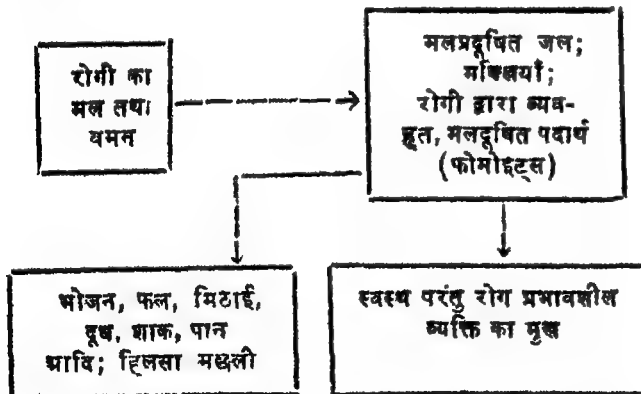 रोगी का
मल तथा
वमन
मलप्रदूषित जल;
मक्खियाँ;
रोगी द्वारा व्यव-
हृत, मलदूषित पदार्थ
(फोमोइट्स)
भोजन, फल, मिठाई,
दूध, शाक, पान
आदि; हिलसा मछली
स्वस्थ परंतु रोग प्रभावशील
व्यक्ति का मुख